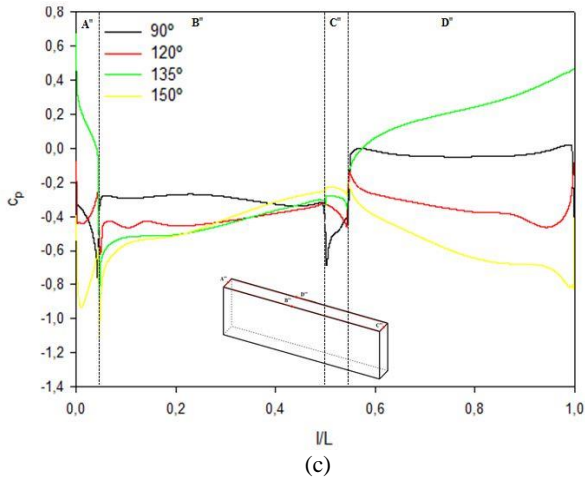 A" B" C" D"
0,8
0,6
0,4
0,2
0,0
-0,2
-0,4
-0,6
-0,8
-1,0
-1,2
-1,4
cp
90º
120º
135º
150º
A" B" D" C"
0,0 0,2 0,4 0,6 0,8 1,0
l/L
(c)